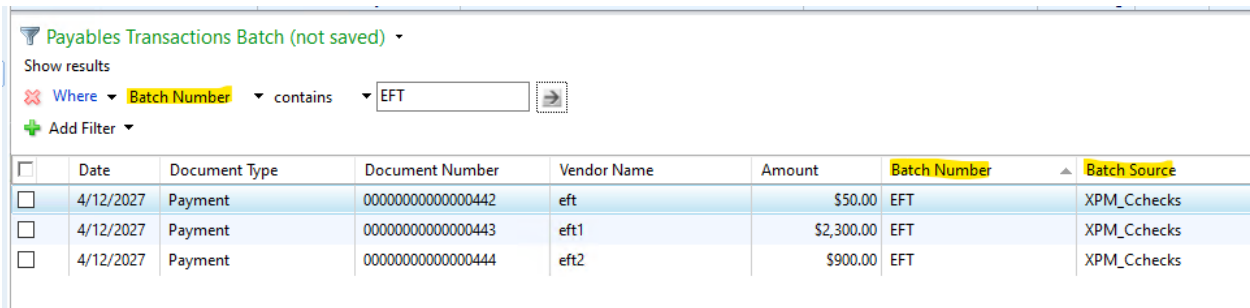 Payables Transactions Batch (not saved)
Show results
Where Batch Number contains EFT
Add Filter
Date Document Type Document Number Vendor Name Amount Batch Number Batch Source
4/12/2027 Payment 00000000000000442 eft $50.00 EFT XPM_Cchecks
4/12/2027 Payment 00000000000000443 eft1 $2,300.00 EFT XPM_Cchecks
4/12/2027 Payment 00000000000000444 eft2 $900.00 EFT XPM_Cchecks